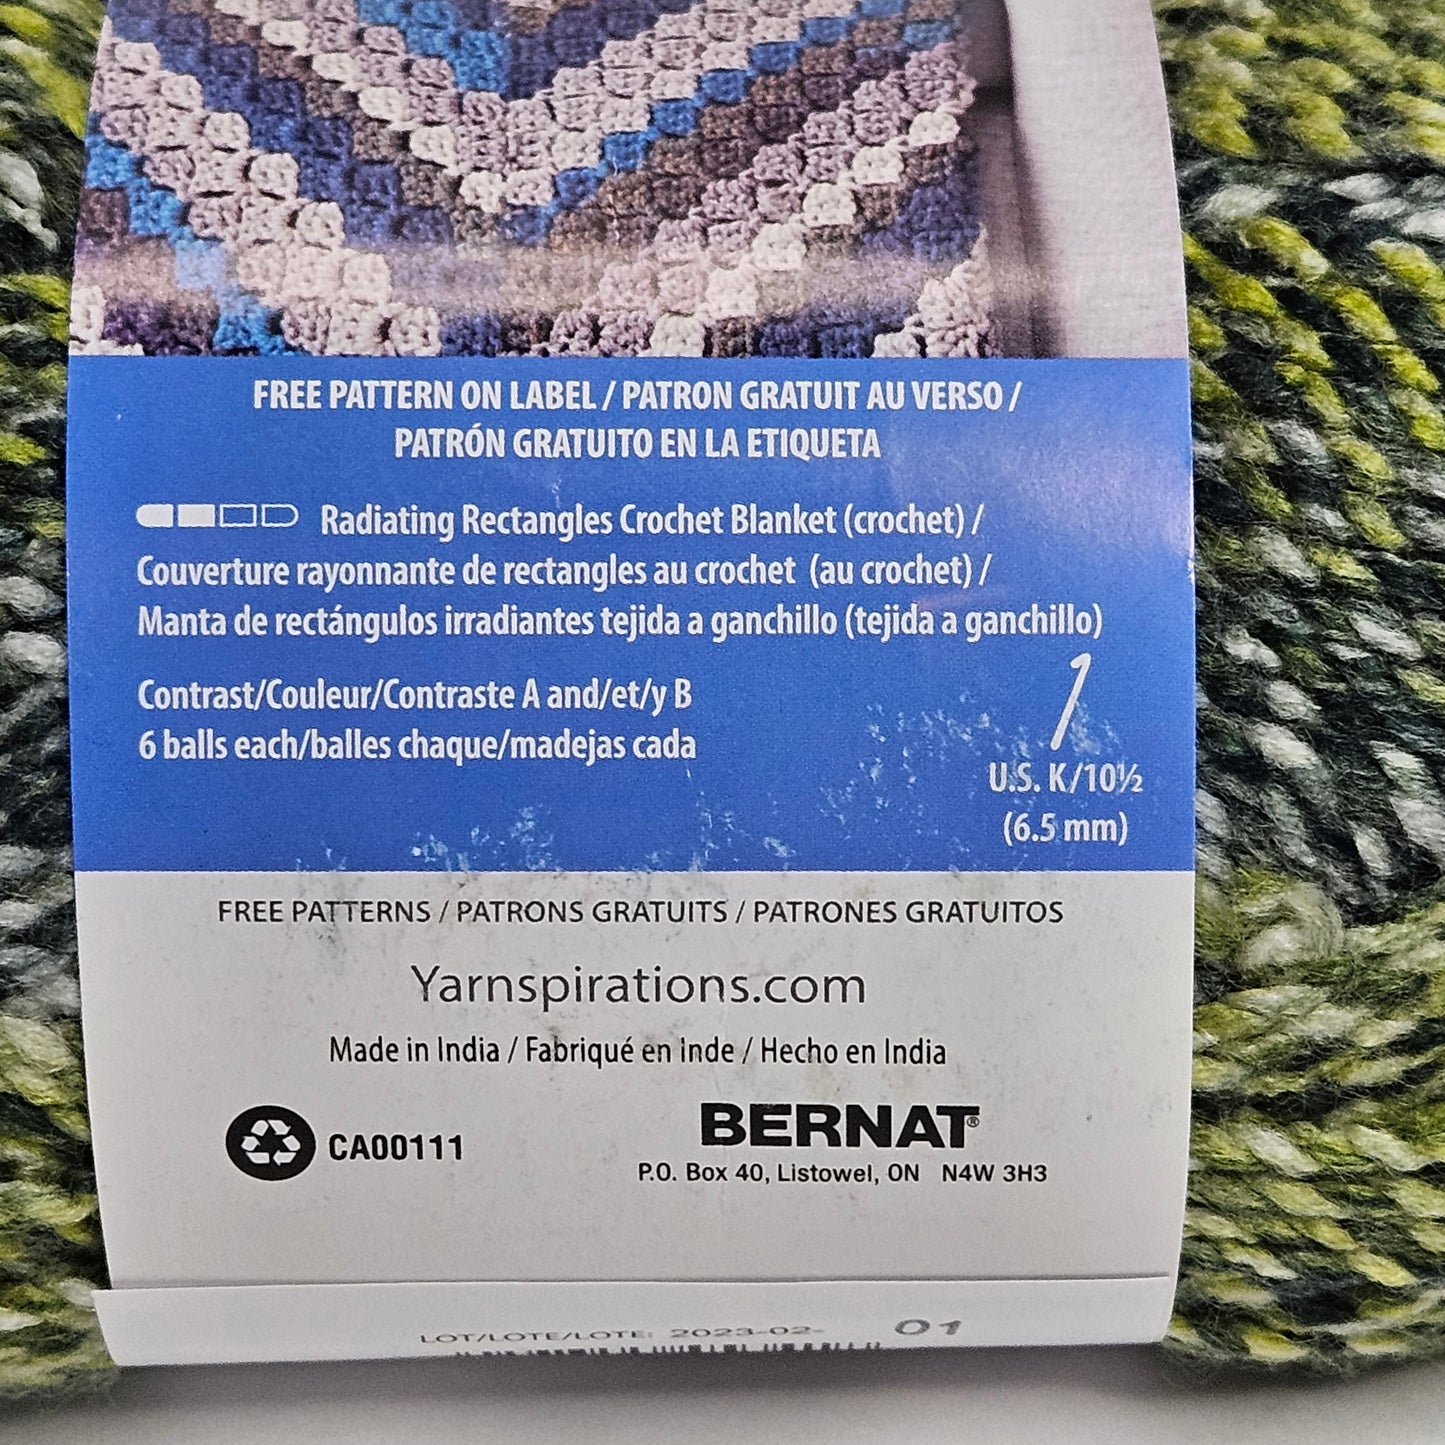 FREE PATTERN ON LABEL / PATRON GRATUIT AU VERSO /
PATRÓN GRATUITO EN LA ETIQUETA
Radiating Rectangles Crochet Blanket (crochet) /
Couverture rayonnante de rectangles au crochet (au crochet) /
Manta de rectángulos irradiantes tejida a ganchillo (tejida a ganchillo)
Contrast/Couleur/Contraste A and/et/y B
6 balls each/balles chaque/madejas cada
U.S. K/10½
(6.5 mm)
FREE PATTERNS / PATRONS GRATUITS / PATRONES GRATUITOS
Yarnspirations.com
Made in India / Fabriqué en Inde / Hecho en India
CA00111
BERNAT®
P.O. Box 40, Listowel, ON N4W 3H3
LOT/LOTE/LOTE: 2023-02- 01